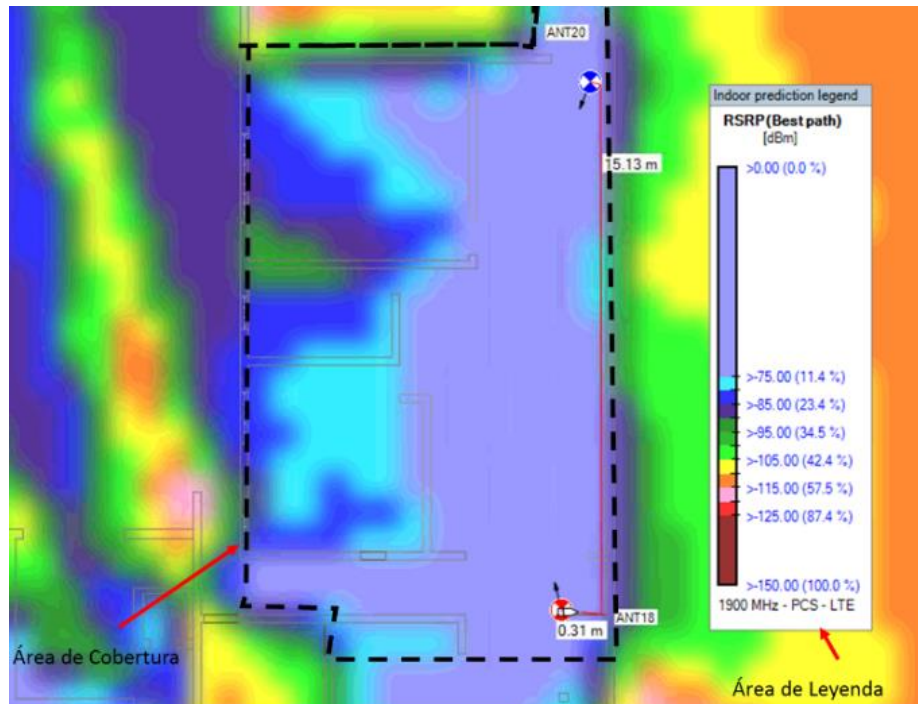 ANT20
15.13 m
Indoor prediction legend
RSRP(Best path)
[dBm]
>0.00 (0.0 %)
>-75.00 (11.4 %)
>-85.00 (23.4 %)
>-95.00 (34.5 %)
>-105.00 (42.4 %)
>-115.00 (57.5 %)
>-125.00 (87.4 %)
>-150.00 (100.0 %)
1900 MHz - PCS - LTE
ANT18
0.31 m
Área de Cobertura
Área de Leyenda